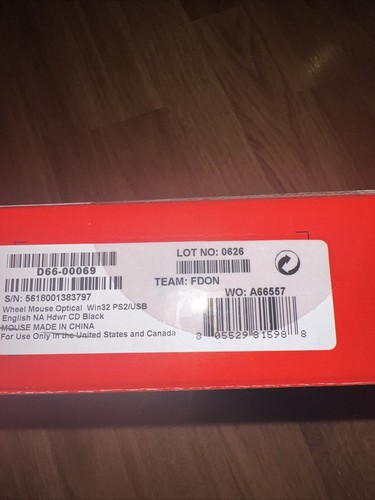 LOT NO: 0626
D66-00069
TEAM: FDON
S/N: 5618001383797
WO: A66557
Wheel Mouse Optical Win32 PS2/USB
English NA Hdwr CD Black
MOUSE MADE IN CHINA
For Use Only in the United States and Canada
3 05529 81598 8